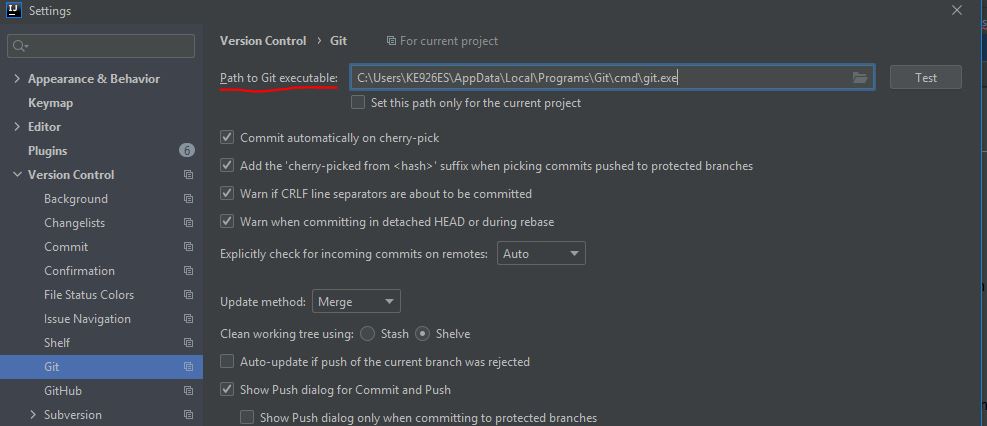 IJ Settings
Version Control › Git For current project
Path to Git executable: C:\Users\KE926ES\AppData\Local\Programs\Git\cmd\git.exe Test
Set this path only for the current project
Appearance & Behavior
Keymap
Editor
Plugins 6
Version Control
Background
Changelists
Commit
Confirmation
File Status Colors
Issue Navigation
Shelf
Git
GitHub
Subversion
Commit automatically on cherry-pick
Add the 'cherry-picked from <hash>' suffix when picking commits pushed to protected branches
Warn if CRLF line separators are about to be committed
Warn when committing in detached HEAD or during rebase
Explicitly check for incoming commits on remotes: Auto
Update method: Merge
Clean working tree using: Stash Shelve
Auto-update if push of the current branch was rejected
Show Push dialog for Commit and Push
Show Push dialog only when committing to protected branches